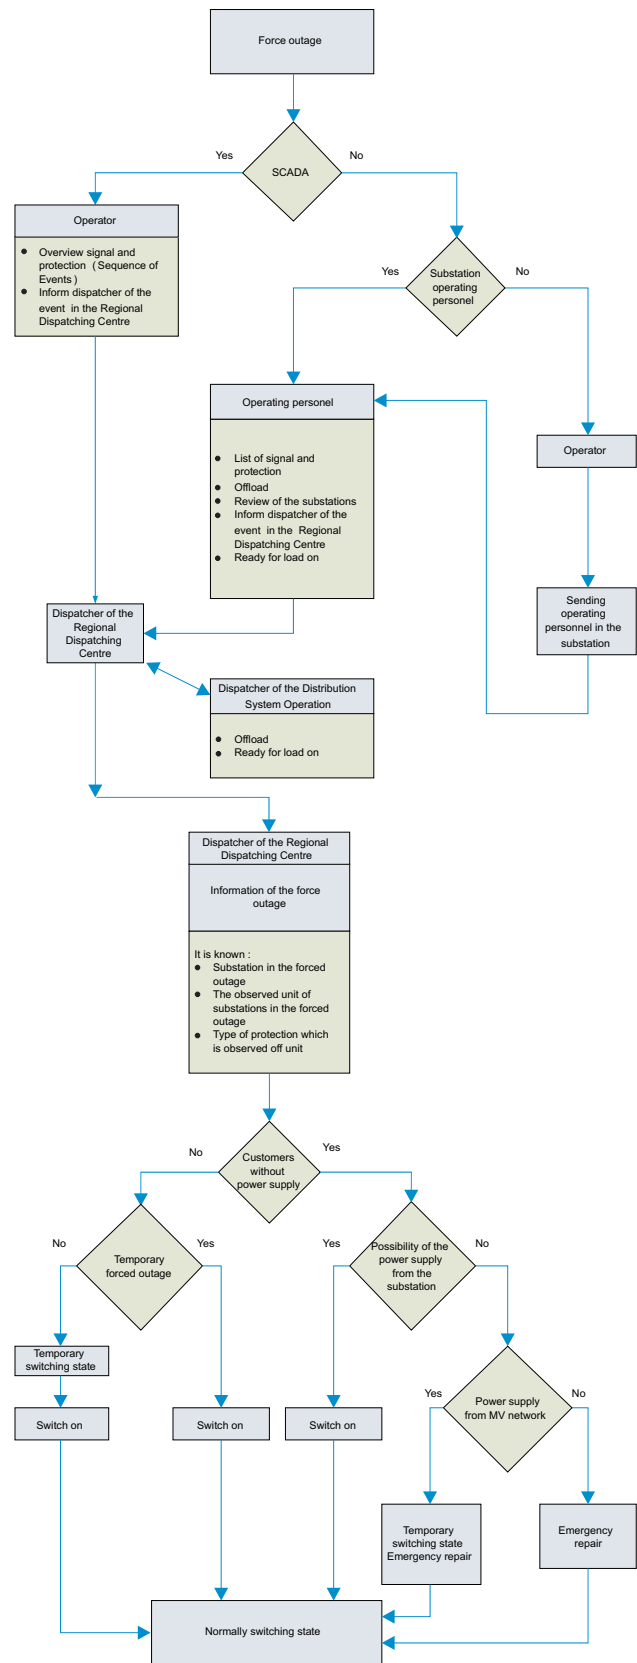 Force outage
Yes
No
SCADA
Operator
● Overview signal and
protection (Sequence of
Events)
● Inform dispatcher of the
event in the Regional
Dispatching Centre
Yes
Substation
operating
personel
No
Operating personel
● List of signal and
protection
● Offload
● Review of the substations
● Inform dispatcher of the
event in the Regional
Dispatching Centre
● Ready for load on
Operator
Sending
operating
personnel in the
substation
Dispatcher of the
Regional
Dispatching
Centre
Dispatcher of the Distribution
System Operation
● Offload
● Ready for load on
Dispatcher of the Regional
Dispatching Centre
Information of the force
outage
It is known :
● Substation in the forced
outage
● The observed unit of
substations in the forced
outage
● Type of protection which
is observed off unit
No
Customers
without
power supply
Yes
No
Temporary
forced outage
Yes
Yes
Possibility of the
power supply
from the
substation
No
Temporary
switching state
Switch on
Switch on
Switch on
Yes
Power supply
from MV network
No
Temporary
switching state
Emergency repair
Emergency
repair
Normally switching state